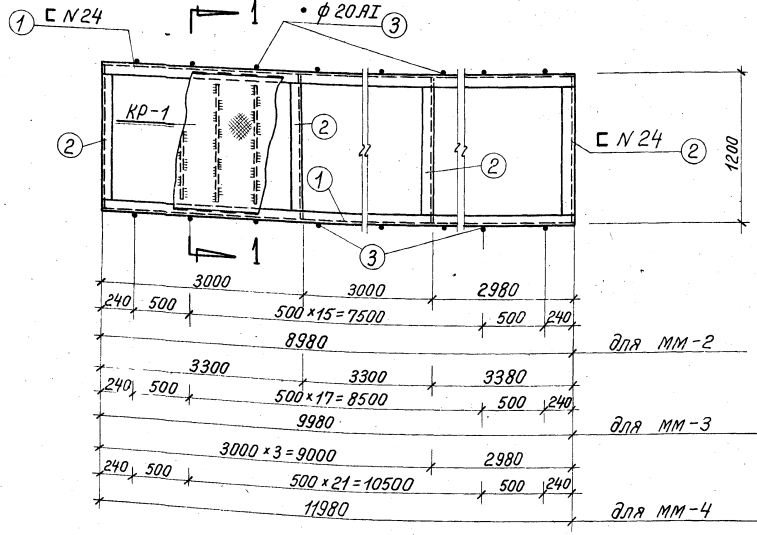 1 ⊏ N 24
1 • ϕ 20 АI 3
КР-1
2
2
2
⊏ N 24 2
1
1200
1
3
3000 3000 2980
240 500 500×15=7500 500 240
8980 для ММ-2
3300 3300 3380
240 500 500×17=8500 500 240
9980 для ММ-3
3000×3=9000 2980
240 500 500×21=10500 500 240
11980 для ММ-4